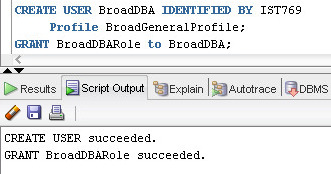 CREATE USER BroadDBA IDENTIFIED BY IST769
Profile BroadGeneralProfile;
GRANT BroadDBARole to BroadDBA;
Results Script Output Explain Autotrace DBMS
CREATE USER succeeded.
GRANT BroadDBARole succeeded.